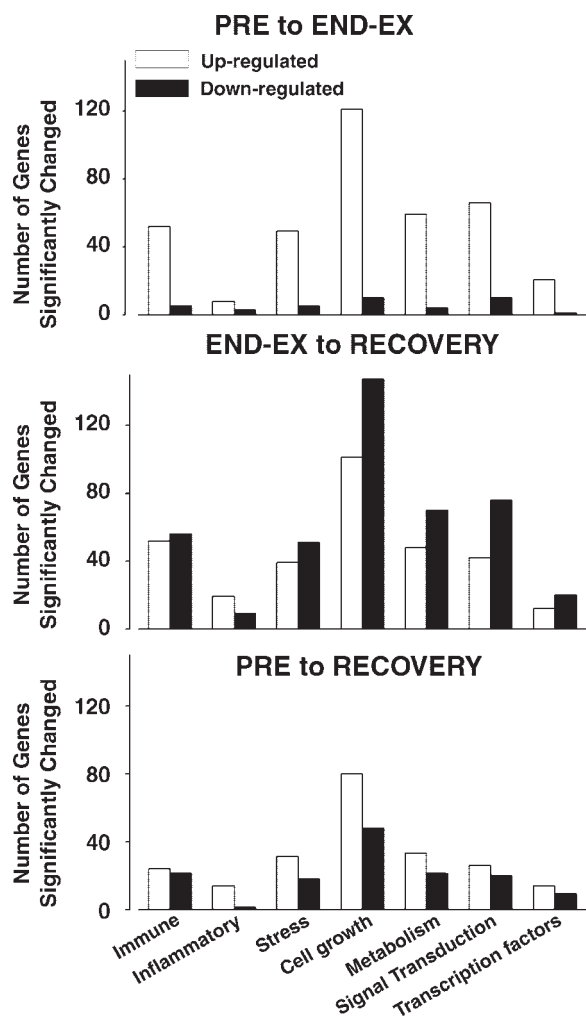 PRE to END-EX
Up-regulated
Down-regulated
Number of Genes
Significantly Changed
120
80
40
0
END-EX to RECOVERY
Number of Genes
Significantly Changed
120
80
40
0
PRE to RECOVERY
Number of Genes
Significantly Changed
120
80
40
0
Immune
Inflammatory
Stress
Cell growth
Metabolism
Signal Transduction
Transcription factors